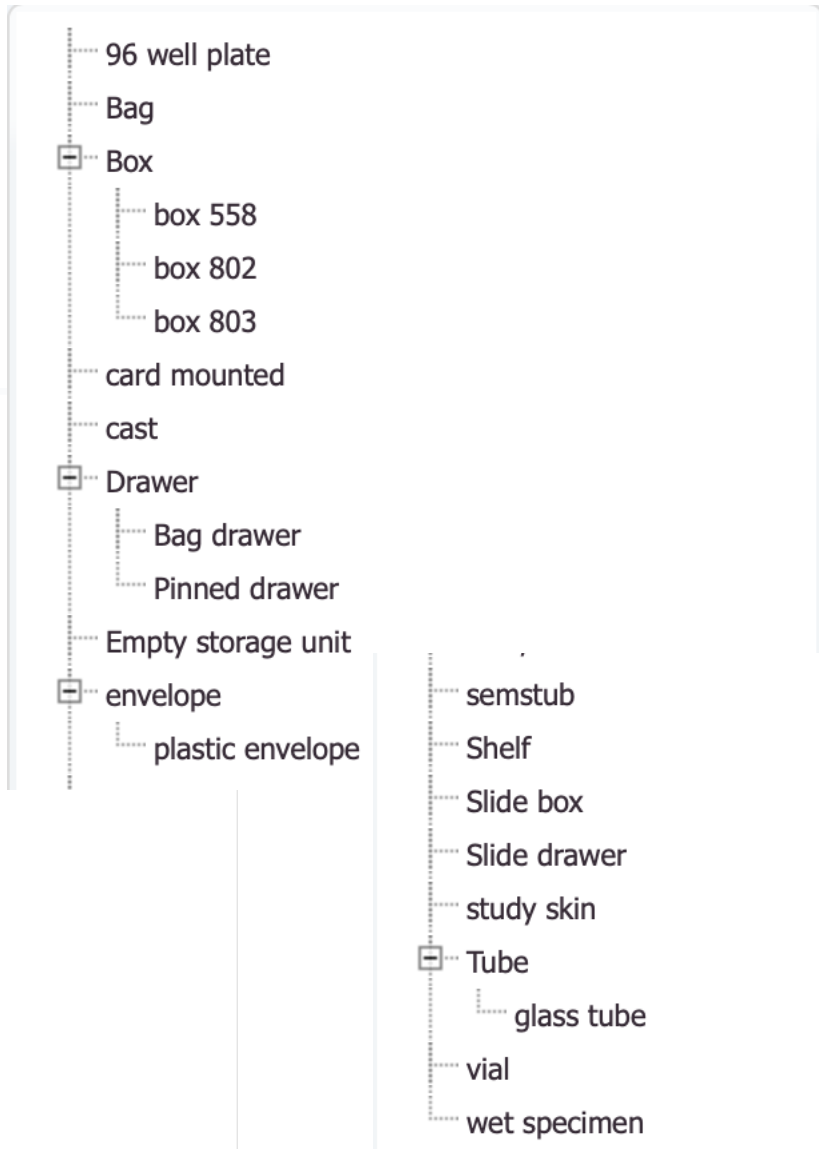 96 well plate
Bag
Box
box 558
box 802
box 803
card mounted
cast
Drawer
Bag drawer
Pinned drawer
Empty storage unit
envelope
plastic envelope
semstub
Shelf
Slide box
Slide drawer
study skin
Tube
glass tube
vial
wet specimen